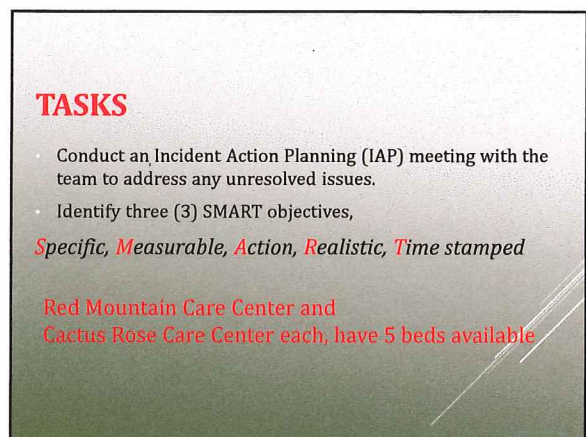 TASKS
Conduct an Incident Action Planning (IAP) meeting with the
team to address any unresolved issues.
Identify three (3) SMART objectives,
Specific, Measurable, Action, Realistic, Time stamped
Red Mountain Care Center and
Cactus Rose Care Center each, have 5 beds available